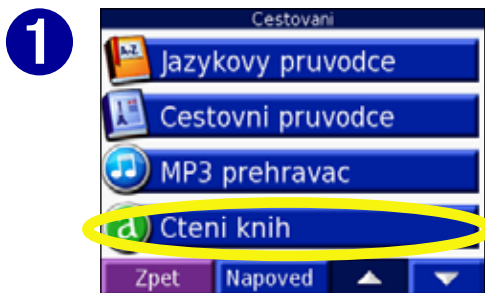 1
Cestovani
A-Z
Jazykovy pruvodce
Cestovni pruvodce
MP3 prehravac
a
Cteni knih
Zpet
Napoved